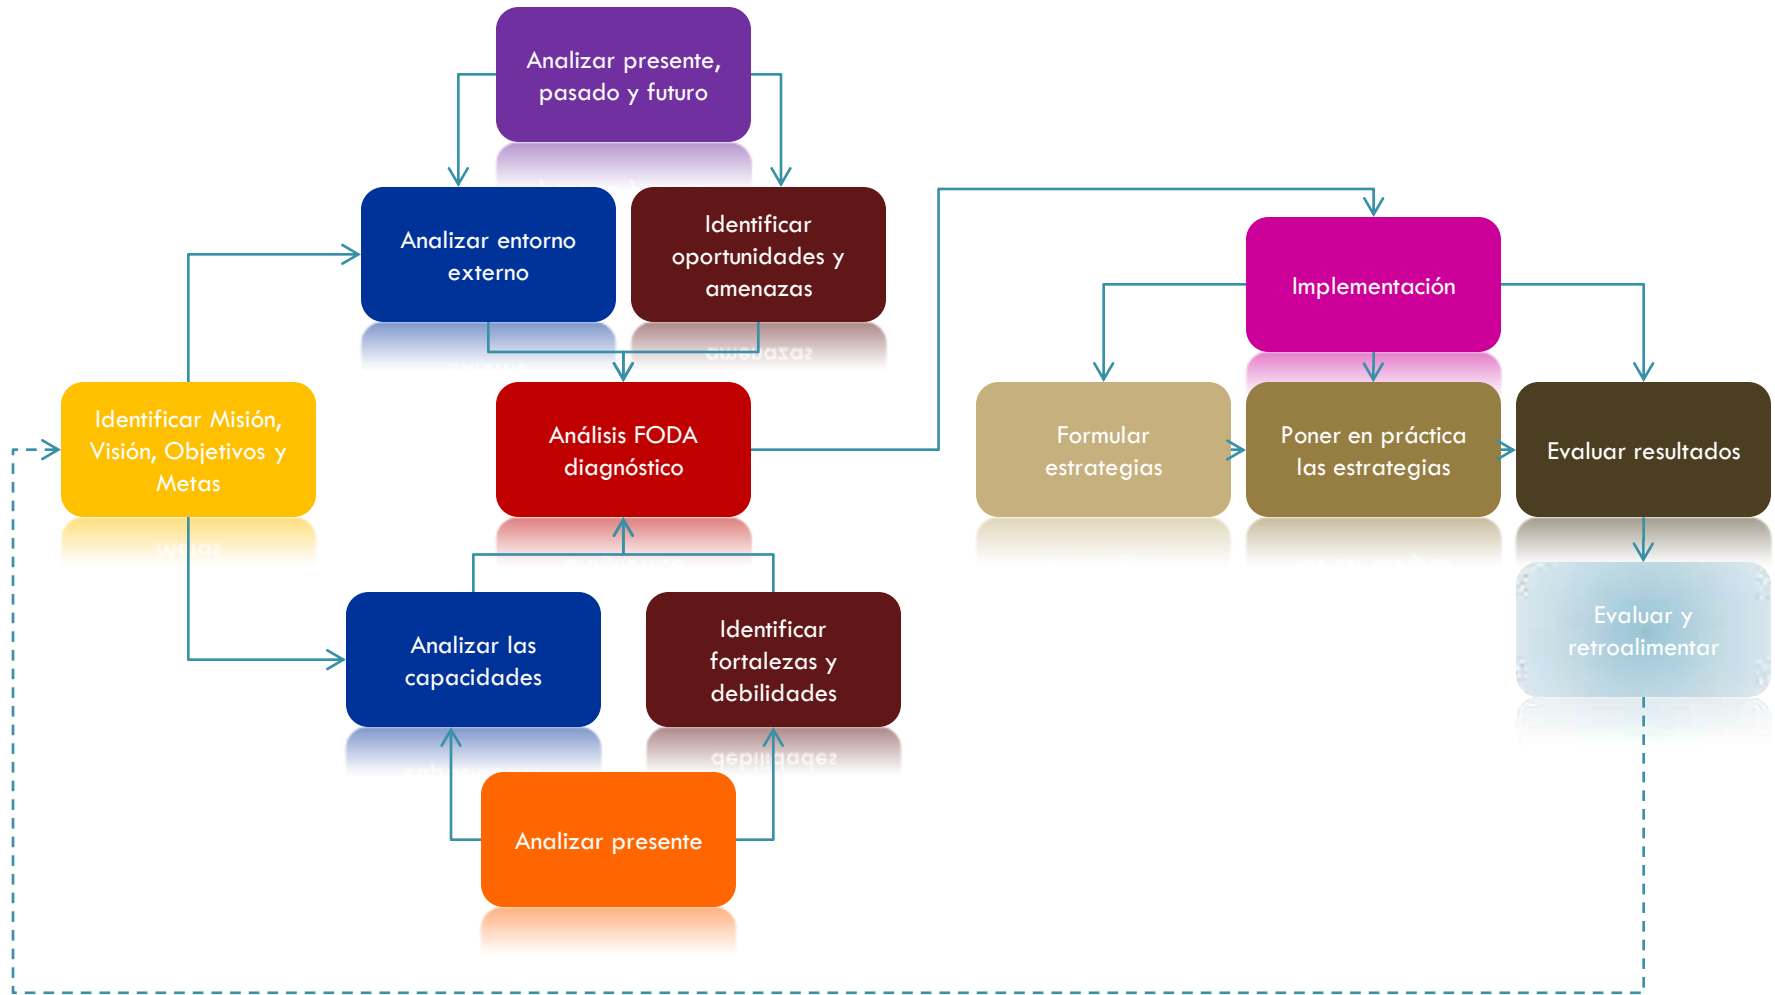 Analizar presente,
pasado y futuro
Analizar entorno
externo
Identificar
oportunidades y
amenazas
Implementación
Identificar Misión,
Visión, Objetivos y
Metas
Análisis FODA
diagnóstico
Formular
estrategias
Poner en práctica
las estrategias
Evaluar resultados
Analizar las
capacidades
Identificar
fortalezas y
debilidades
Evaluar y
retroalimentar
Analizar presente